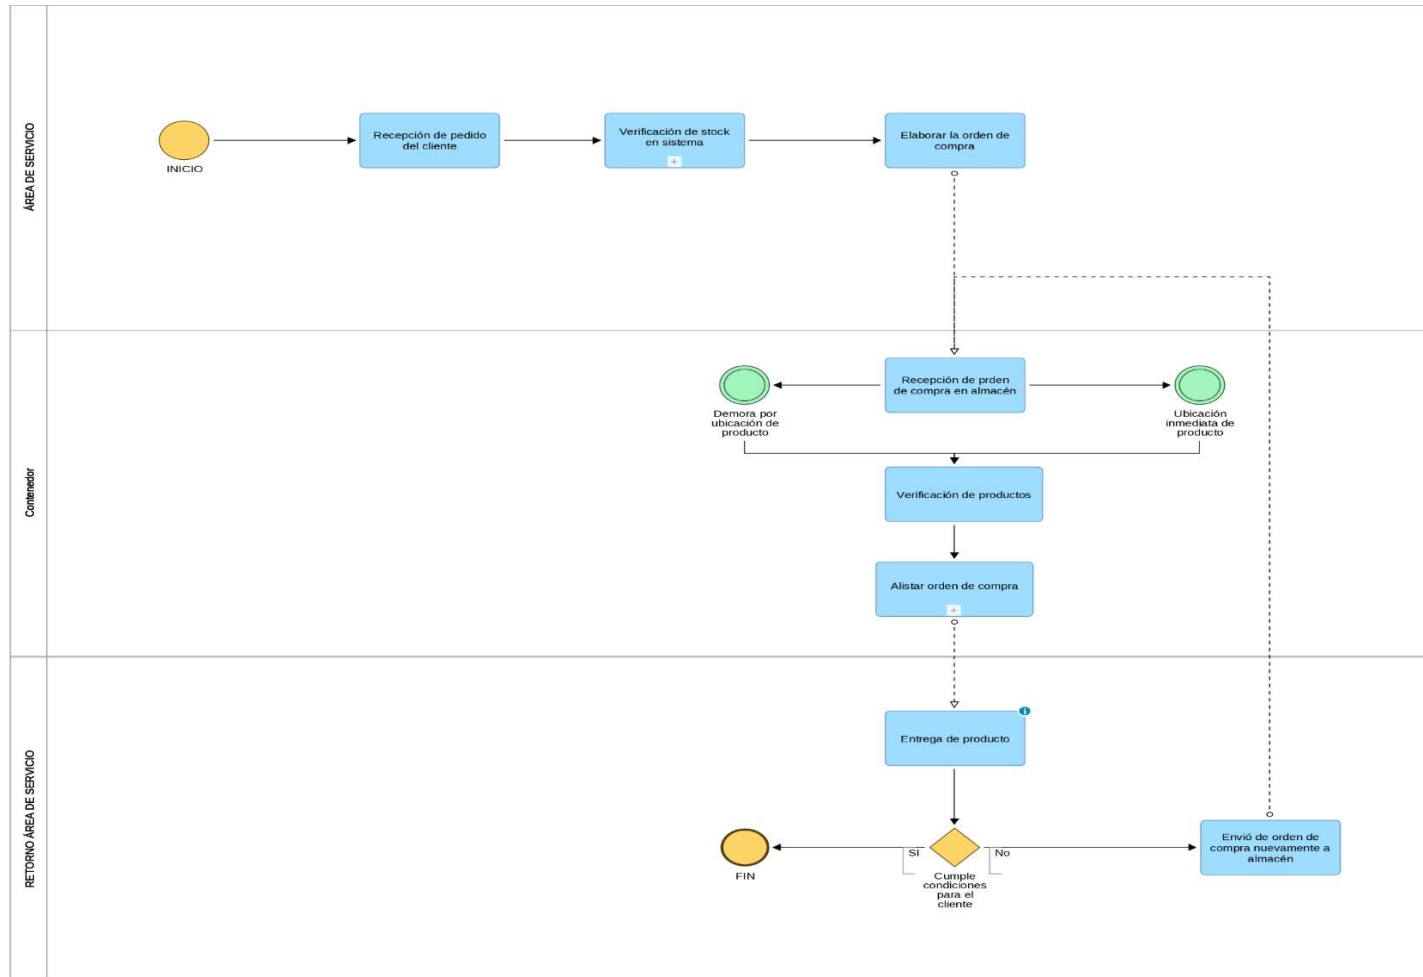 ÁREA DE SERVICIO
INICIO
Recepción de pedido
del cliente
Verificación de stock
en sistema
Elaborar la orden de
compra
Contenedor
Demora por
ubicación de
producto
Recepción de prden
de compra en almacén
Ubicación
inmediata de
producto
Verificación de productos
Alistar orden de compra
RETORNO ÁREA DE SERVICIO
Entrega de producto
FIN
SI
Cumple
condiciones
para el
cliente
No
Envió de orden de
compra nuevamente a
almacén